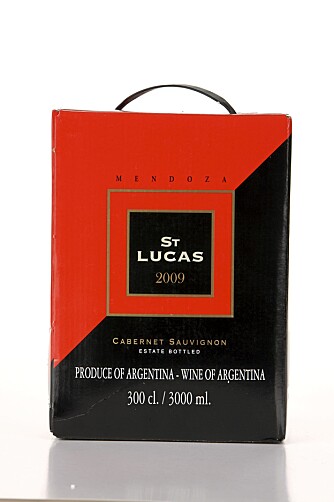 MENDOZA
ST
LUCAS
2009
CABERNET SAUVIGNON
ESTATE BOTTLED
PRODUCE OF ARGENTINA - WINE OF ARGENTINA
300 cl. / 3000 ml.